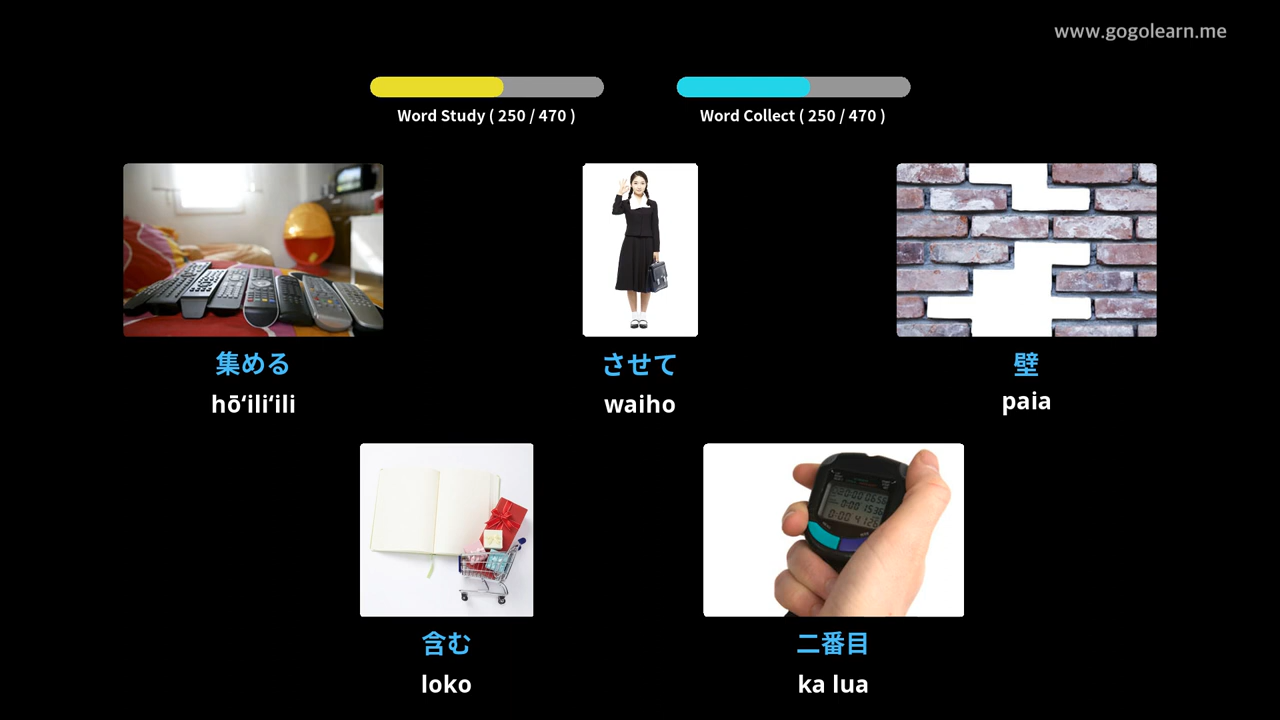 www.gogolearn.me
Word Study ( 250 / 470 )
Word Collect ( 250 / 470 )
集める
hōʻiliʻili
させて
waiho
壁
paia
含む
loko
二番目
ka lua